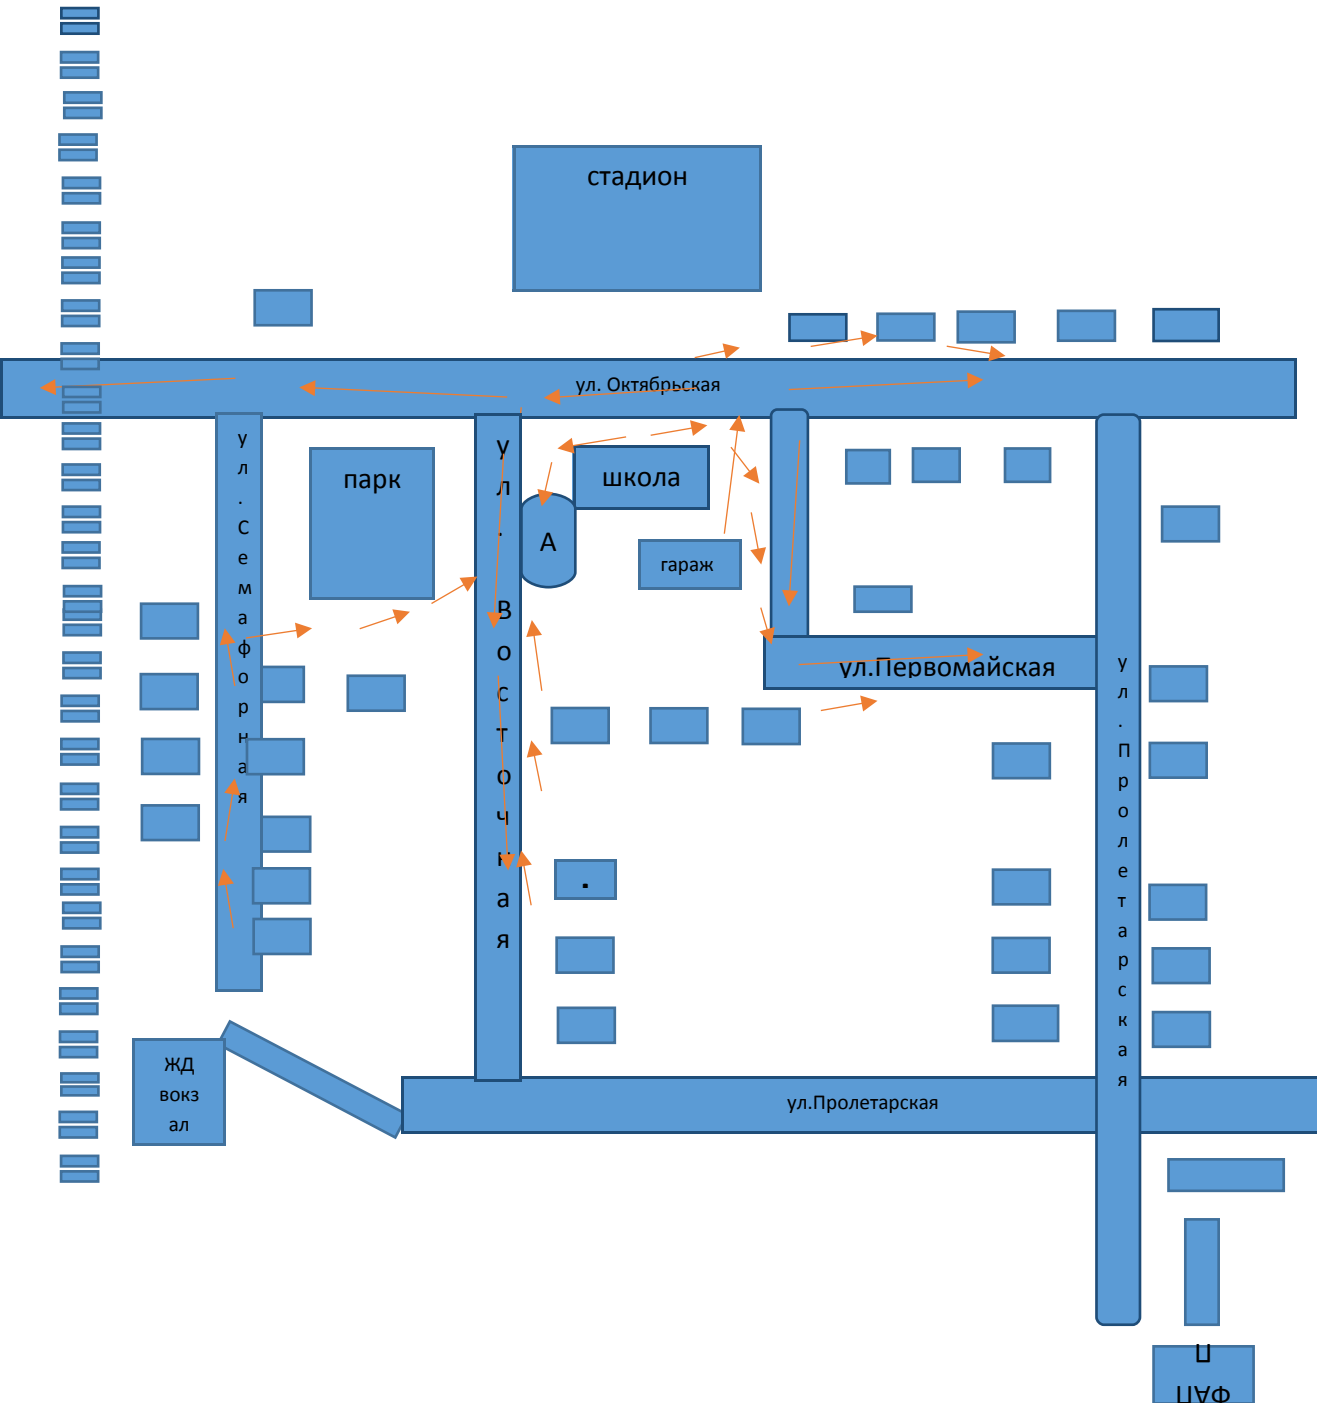 стадион
ул. Октябрьская
ул.Семафорная
парк
ул. Восточная
школа
А
гараж
ул.Первомайская
ул.Пролетарская
.
ЖД
вокз
ал
ул.Пролетарская
П
ФАП